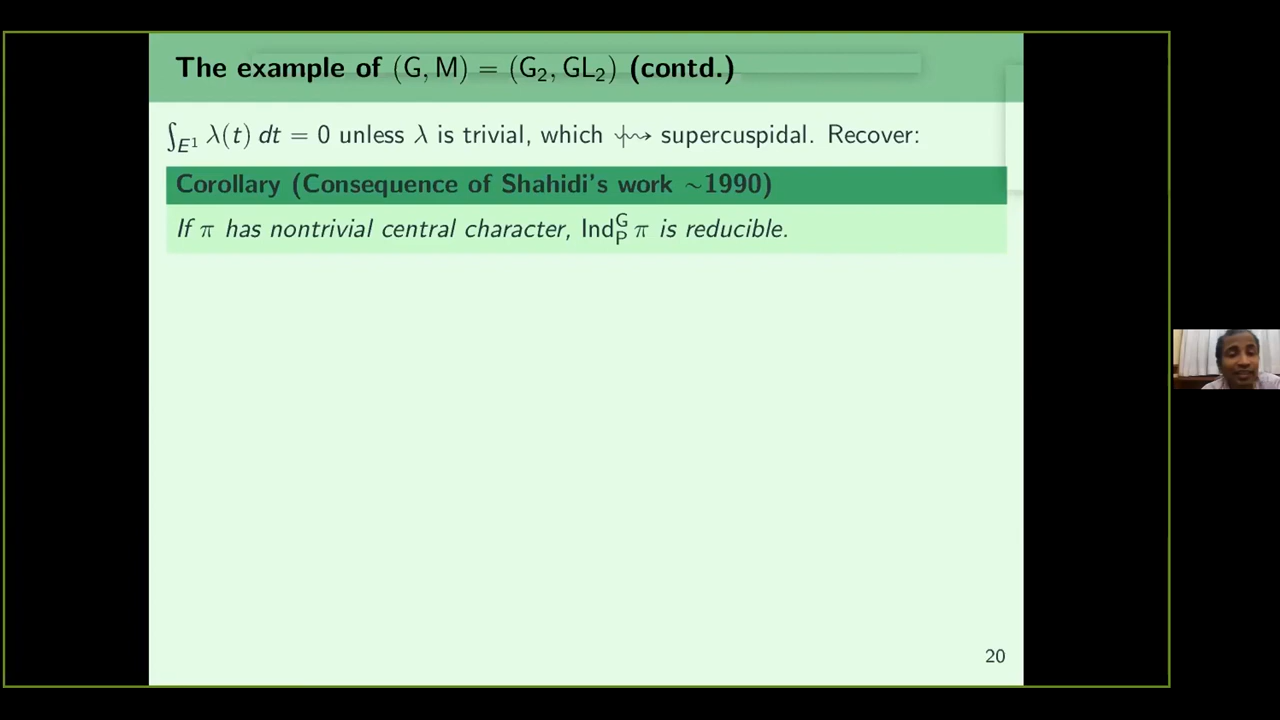 The example of (G, M) = (G₂, GL₂) (contd.)
∫_{E¹} λ(t) dt = 0 unless λ is trivial, which ↭̸ supercuspidal. Recover:
Corollary (Consequence of Shahidi's work ~1990)
If π has nontrivial central character, Ind_P^G π is reducible.
20